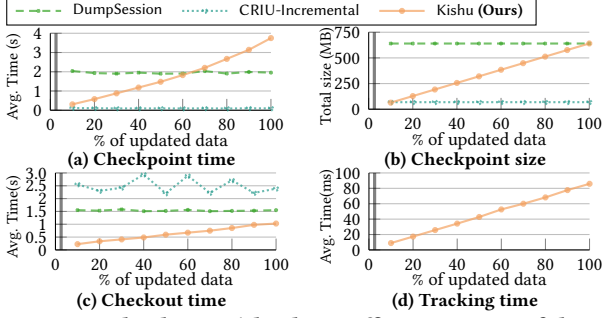 DumpSession CRIU-Incremental Kishu (Ours)
Avg. Time (s)
4
3
2
1
0
0 20 40 60 80 100
% of updated data
(a) Checkpoint time
Total size (MB)
750
500
250
0
0 20 40 60 80 100
% of updated data
(b) Checkpoint size
Avg. Time(s)
3.0
2.5
2
1.5
1
0.5
0
0 20 40 60 80 100
% of updated data
(c) Checkout time
Avg. Time(ms)
100
80
60
40
20
0
0 20 40 60 80 100
% of updated data
(d) Tracking time